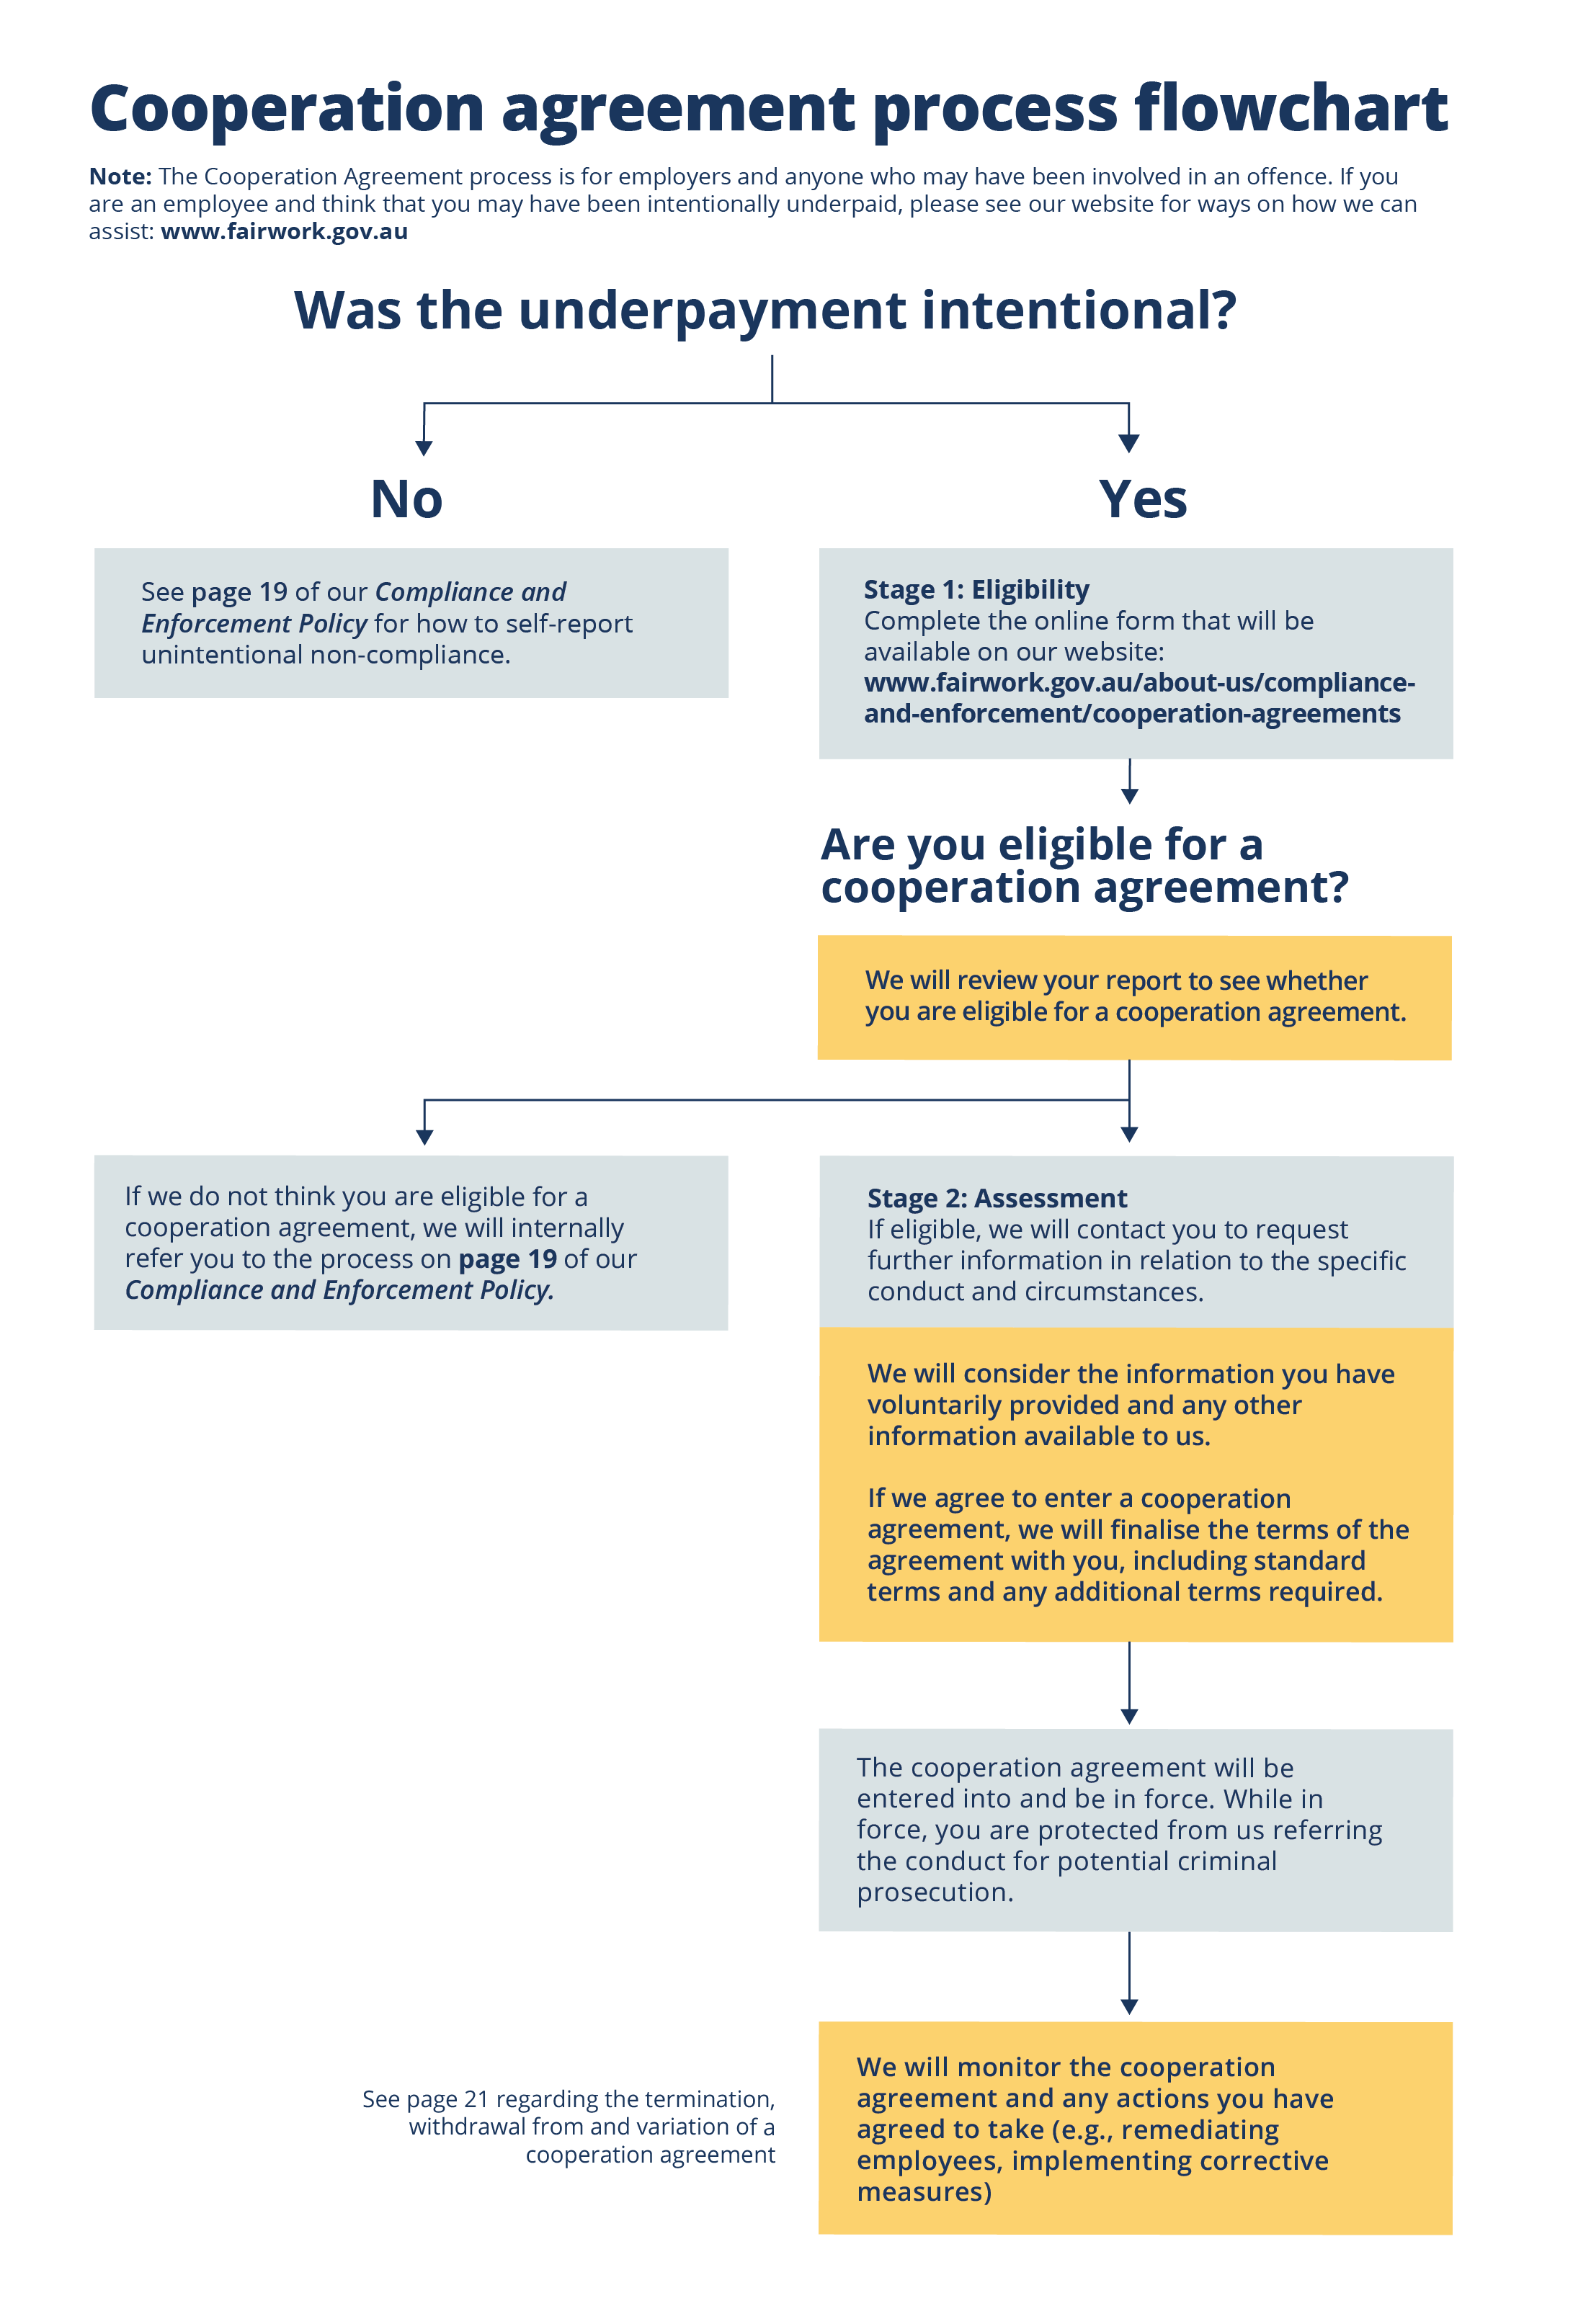 Cooperation agreement process flowchart
Note: The Cooperation Agreement process is for employers and anyone who may have been involved in an offence. If you
are an employee and think that you may have been intentionally underpaid, please see our website for ways on how we can
assist: www.fairwork.gov.au
Was the underpayment intentional?
No
See page 19 of our Compliance and
Enforcement Policy for how to self-report
unintentional non-compliance.
Yes
Stage 1: Eligibility
Complete the online form that will be
available on our website:
www.fairwork.gov.au/about-us/compliance-
and-enforcement/cooperation-agreements
Are you eligible for a
cooperation agreement?
We will review your report to see whether
you are eligible for a cooperation agreement.
If we do not think you are eligible for a
cooperation agreement, we will internally
refer you to the process on page 19 of our
Compliance and Enforcement Policy.
Stage 2: Assessment
If eligible, we will contact you to request
further information in relation to the specific
conduct and circumstances.
We will consider the information you have
voluntarily provided and any other
information available to us.
If we agree to enter a cooperation
agreement, we will finalise the terms of the
agreement with you, including standard
terms and any additional terms required.
The cooperation agreement will be
entered into and be in force. While in
force, you are protected from us referring
the conduct for potential criminal
prosecution.
See page 21 regarding the termination,
withdrawal from and variation of a
cooperation agreement
We will monitor the cooperation
agreement and any actions you have
agreed to take (e.g., remediating
employees, implementing corrective
measures)